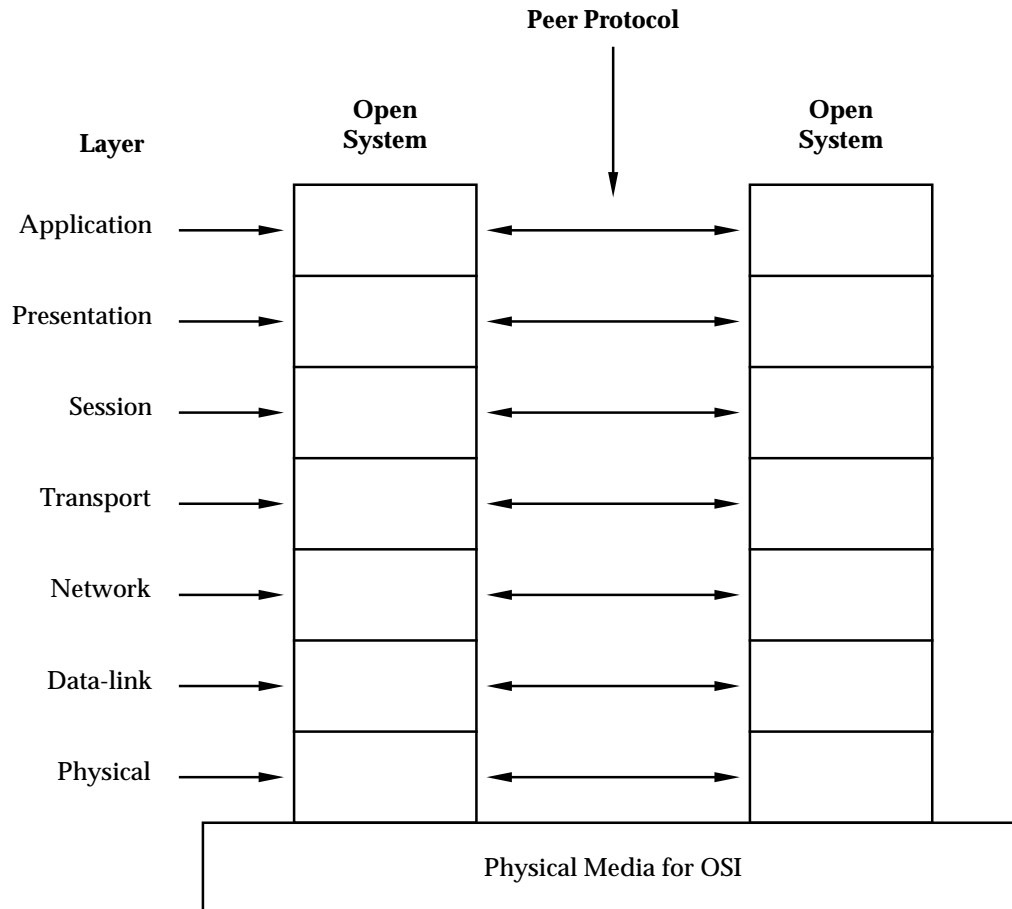 Peer Protocol
Open
System
Open
System
Layer
Application
Presentation
Session
Transport
Network
Data-link
Physical
Physical Media for OSI